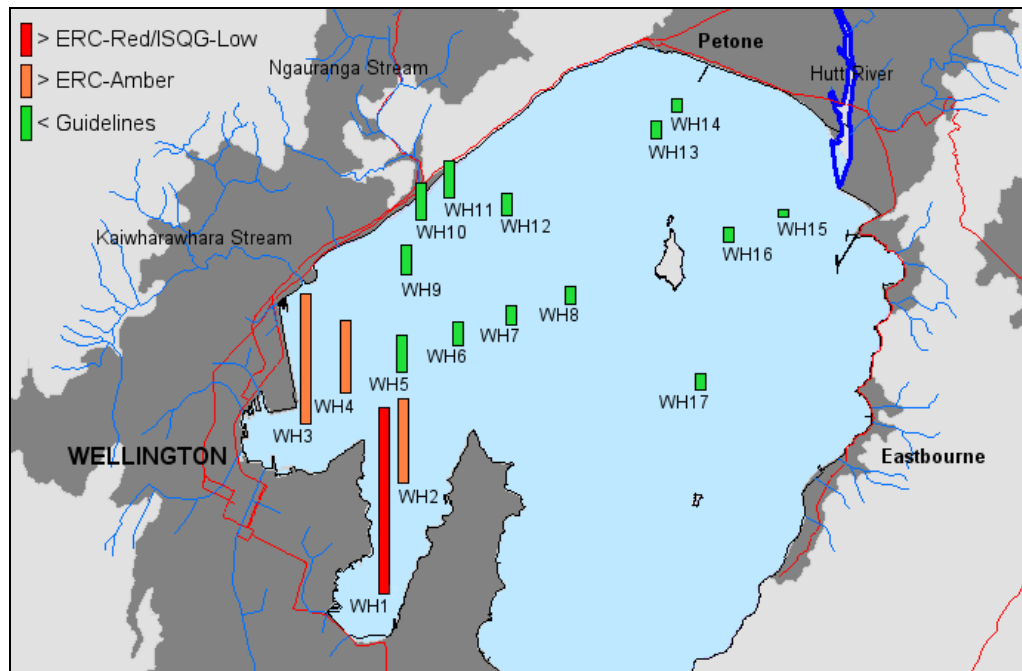 > ERC-Red/ISQG-Low
> ERC-Amber
< Guidelines
Petone
Ngauranga Stream
Hutt River
WH14
WH13
WH11
WH10
WH12
WH15
WH16
Kaiwharawhara Stream
WH9
WH8
WH7
WH6
WH5
WH4
WH3
WH17
WELLINGTON
Eastbourne
WH2
WH1